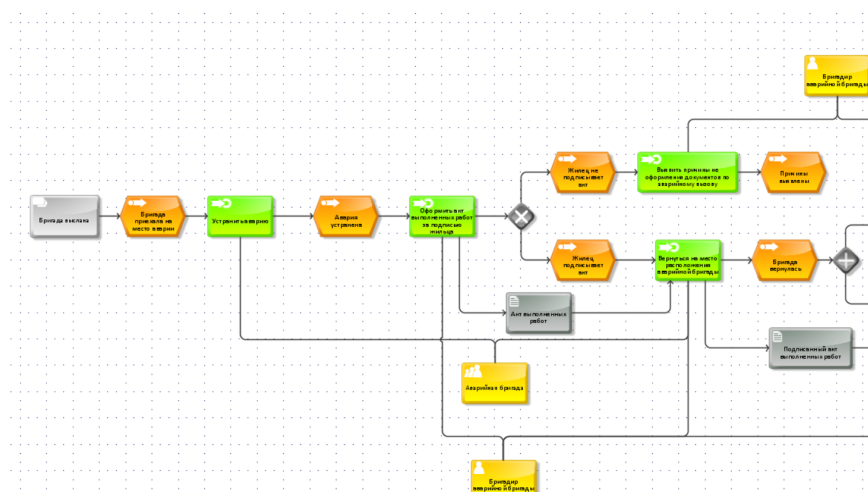 Бригадир
аварийной бригады
Жилец не
подписывает
акт
Выявить причины не
оформления документов по
аварийному вызову
Причины
выявлены
Бригада выслана
Бригада
приехала на
место аварии
Устранить аварию
Авария
устранена
Оформить акт
выполненных работ
за подписью
жильца
Жилец
подписывает
акт
Вернуться на место
расположения
аварийной бригады
Бригада
вернулась
Акт выполненных
работ
Подписанный акт
выполненных работ
Аварийная бригада
Бригадир
аварийной бригады